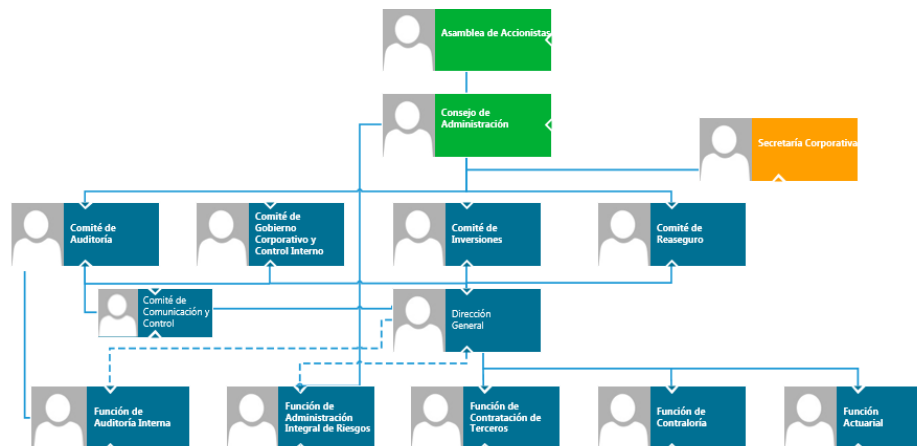 Asamblea de Accionistas
Consejo de
Administración
Secretaría Corporativa
Comité de
Auditoría
Comité de
Gobierno
Corporativo y
Control Interno
Comité de
Inversiones
Comité de
Reaseguro
Comité de
Comunicación y
Control
Dirección
General
Función de
Auditoría Interna
Función de
Administración
Integral de Riesgos
Función de
Contratación de
Terceros
Función de
Contraloría
Función
Actuarial